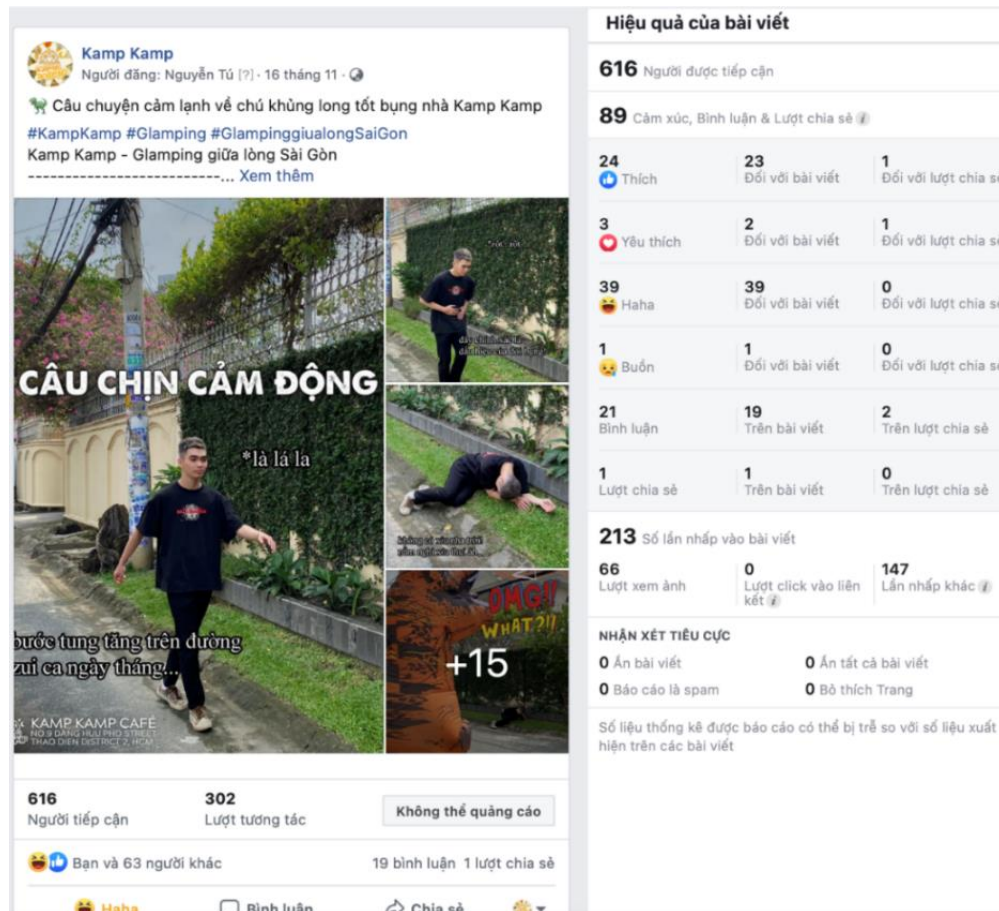 Kamp Kamp
Người đăng: Nguyễn Tú [?] · 16 tháng 11 ·
Câu chuyện cảm lạnh về chú khủng long tốt bụng nhà Kamp Kamp
#KampKamp #Glamping #GlampinggiualongSaiGon
Kamp Kamp - Glamping giữa lòng Sài Gòn
--------------------------... Xem thêm
CÂU CHỊN CẢM ĐỘNG
*là lá la
bước tung tăng trên đường
zui ca ngày tháng...
KAMP KAMP CAFÉ
NO.9 DANG HUU PHO STREET
THAO DIEN DISTRICT 2, HCM
OMG!!
WHAT?!!
+15
616
Người tiếp cận
302
Lượt tương tác
Không thể quảng cáo
Bạn và 63 người khác
19 bình luận 1 lượt chia sẻ
Haha
Bình luận
Chia sẻ
Hiệu quả của bài viết
616 Người được tiếp cận
89 Cảm xúc, Bình luận & Lượt chia sẻ
24
Thích
23
Đối với bài viết
1
Đối với lượt chia sẻ
3
Yêu thích
2
Đối với bài viết
1
Đối với lượt chia sẻ
39
Haha
39
Đối với bài viết
0
Đối với lượt chia sẻ
1
Buồn
1
Đối với bài viết
0
Đối với lượt chia sẻ
21
Bình luận
19
Trên bài viết
2
Trên lượt chia sẻ
1
Lượt chia sẻ
1
Trên bài viết
0
Trên lượt chia sẻ
213 Số lần nhấp vào bài viết
66
Lượt xem ảnh
0
Lượt click vào liên
kết
147
Lần nhấp khác
NHẬN XÉT TIÊU CỰC
0 Ẩn bài viết
0 Ẩn tất cả bài viết
0 Báo cáo là spam
0 Bỏ thích Trang
Số liệu thống kê được báo cáo có thể bị trễ so với số liệu xuất
hiện trên các bài viết